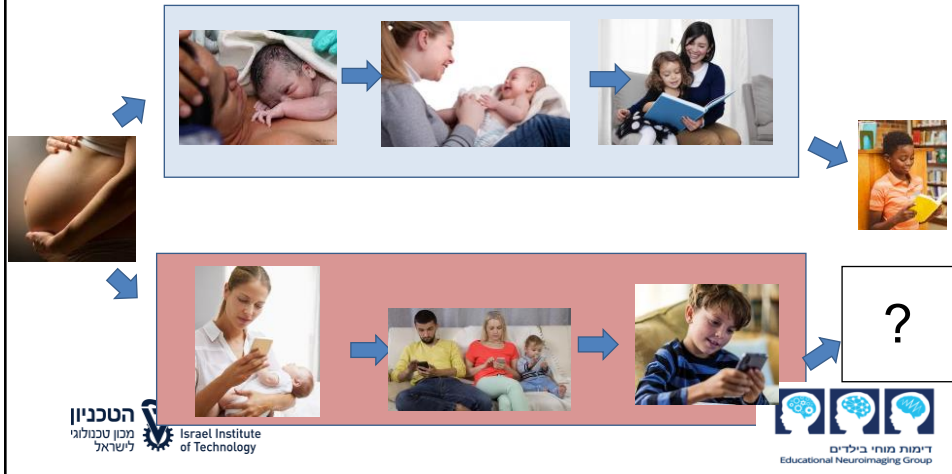 ?
הטכניון
מכון טכנולוגי
לישראל
Israel Institute
of Technology
דימות מוחי בילדים
Educational Neuroimaging Group